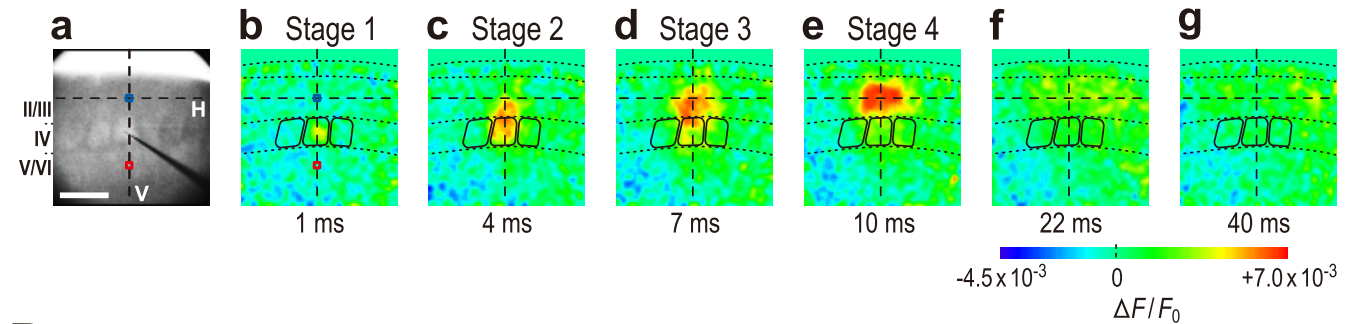 a b Stage 1 c Stage 2 d Stage 3 e Stage 4 f g
II/III H
IV
V/VI
V
1 ms 4 ms 7 ms 10 ms 22 ms 40 ms
-4.5 x 10-3 0 +7.0 x 10-3
ΔF/F0